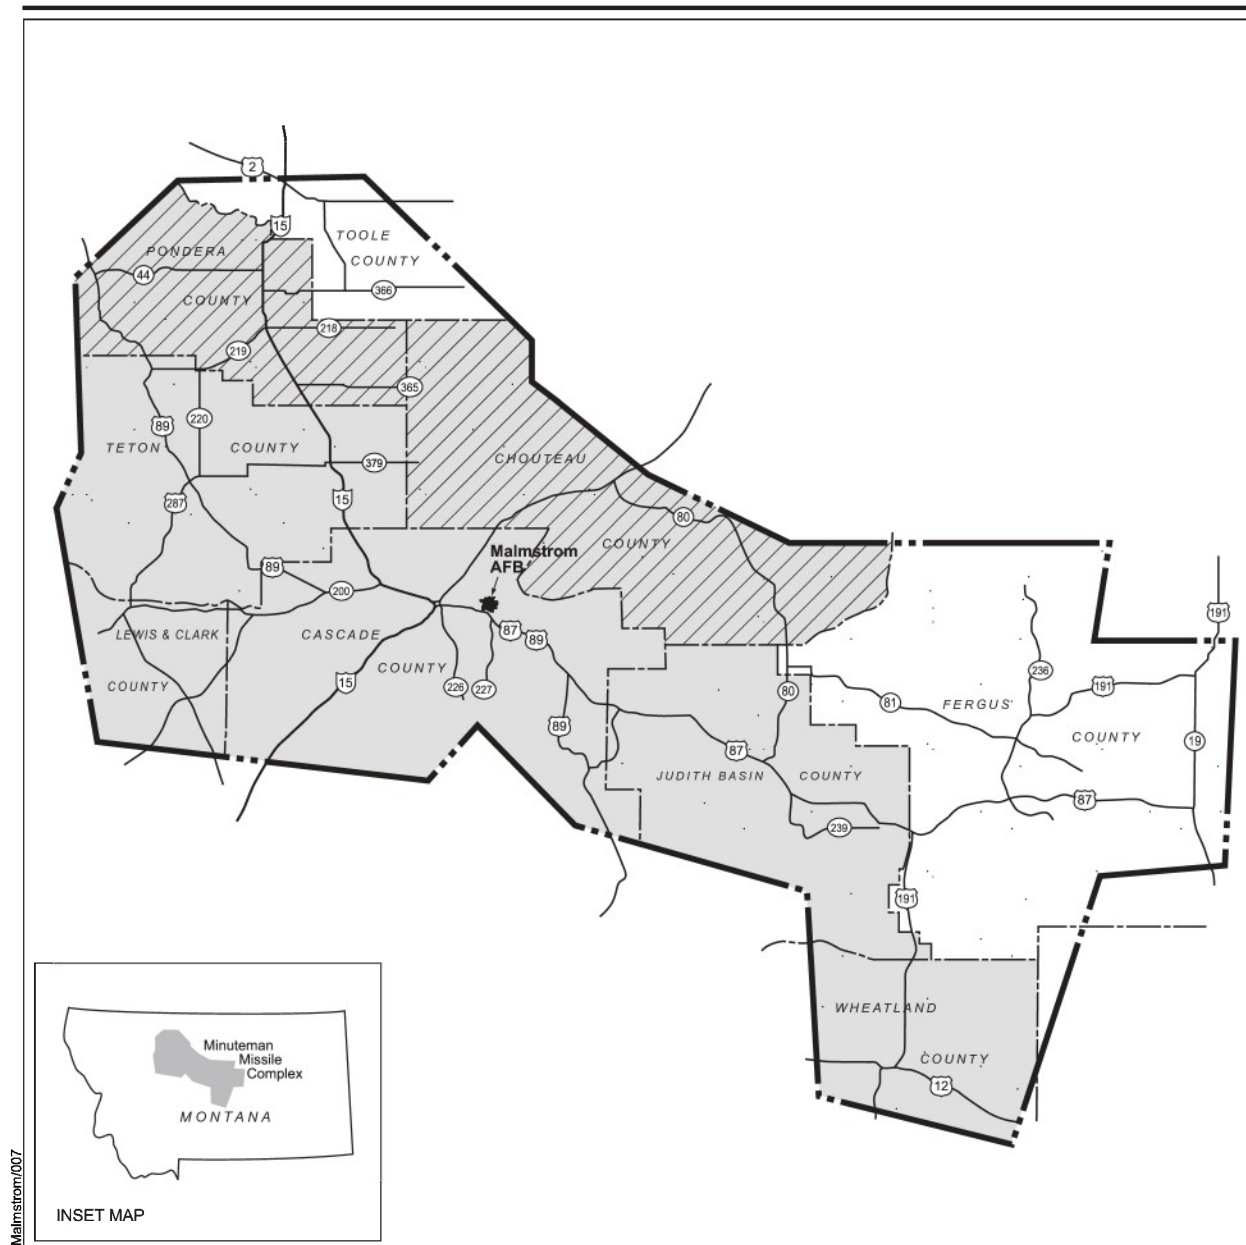 2
15
TOOLE
COUNTY
PONDERA
44
COUNTY
366
218
219
365
89
220
TETON
COUNTY
CHOUTEAU
379
287
15
80
COUNTY
Malmstrom
AFB
89
200
191
LEWIS & CLARK
CASCADE
87
89
COUNTY
236
COUNTY
15
226
227
80
191
81
FERGUS
89
87
COUNTY
19
JUDITH BASIN
COUNTY
87
239
191
WHEATLAND
COUNTY
12
Minuteman
Missile
Complex
MONTANA
INSET MAP
Malmstrom/007